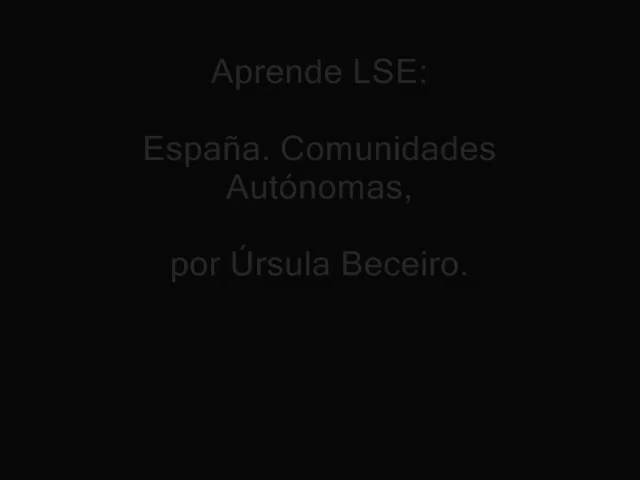 Aprende LSE:
España. Comunidades
Autónomas,
por Úrsula Beceiro.